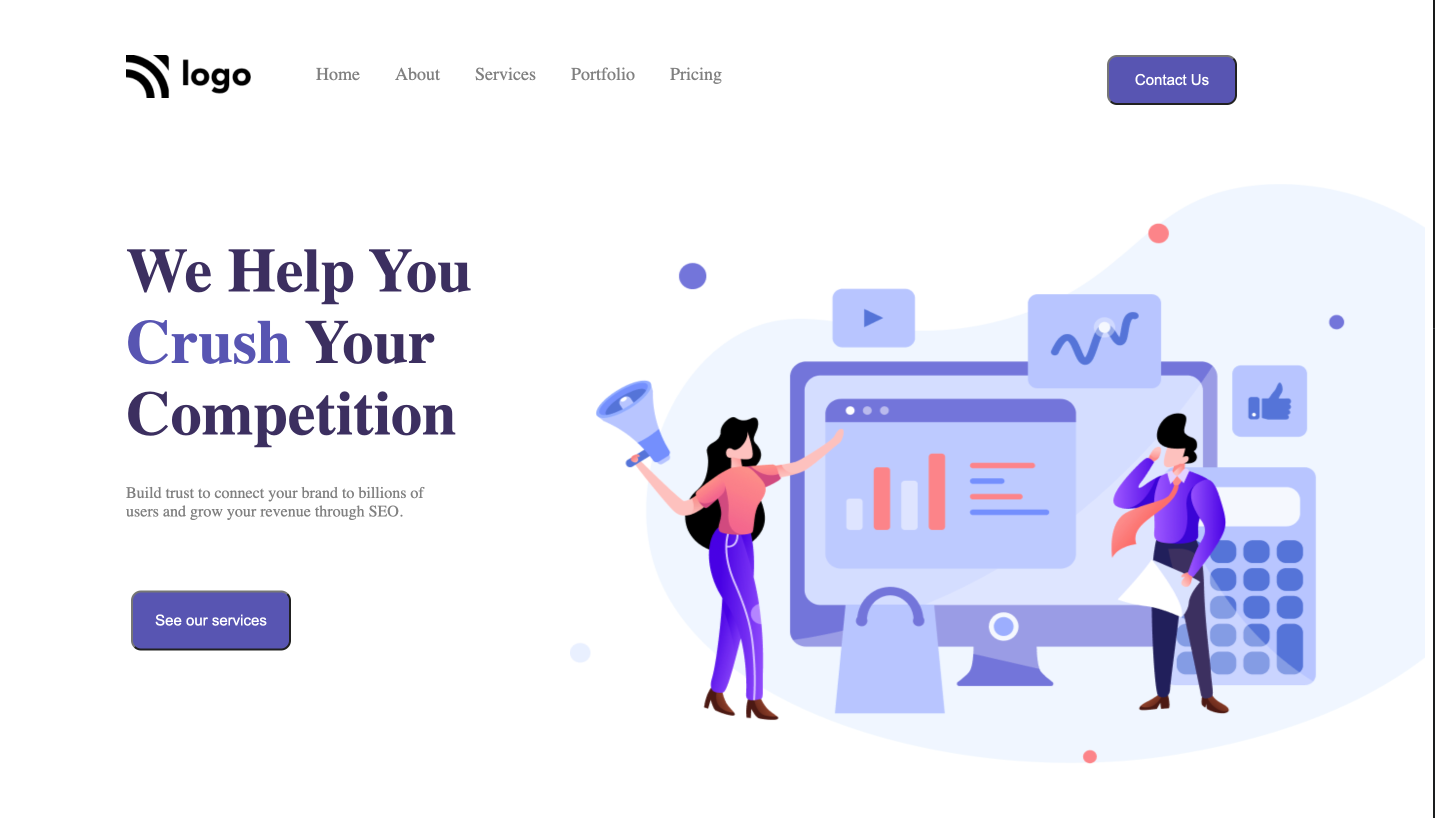 logo
Home About Services Portfolio Pricing
Contact Us
We Help You
Crush Your
Competition
Build trust to connect your brand to billions of
users and grow your revenue through SEO.
See our services